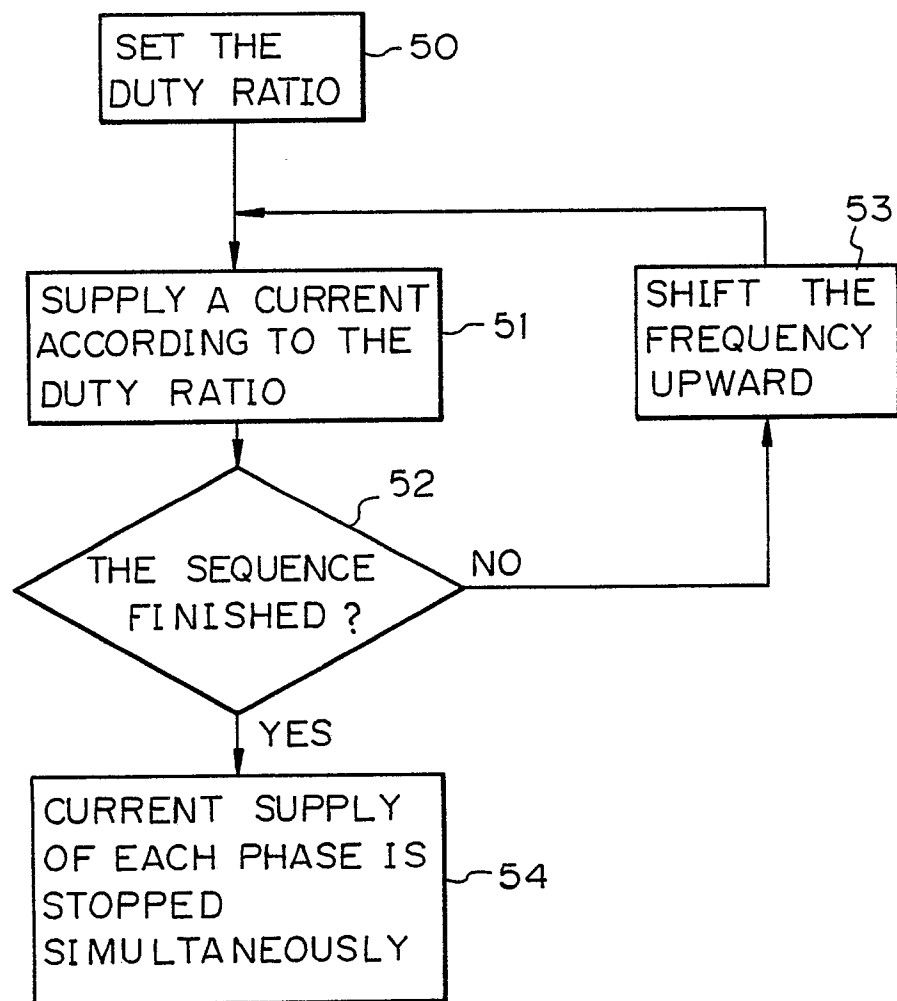 SET THE
DUTY RATIO
50
53
SUPPLY A CURRENT
ACCORDING TO THE
DUTY RATIO
51
SHIFT THE
FREQUENCY
UPWARD
52
THE SEQUENCE
FINISHED ?
NO
YES
CURRENT SUPPLY
OF EACH PHASE IS
STOPPED
SIMULTANEOUSLY
54